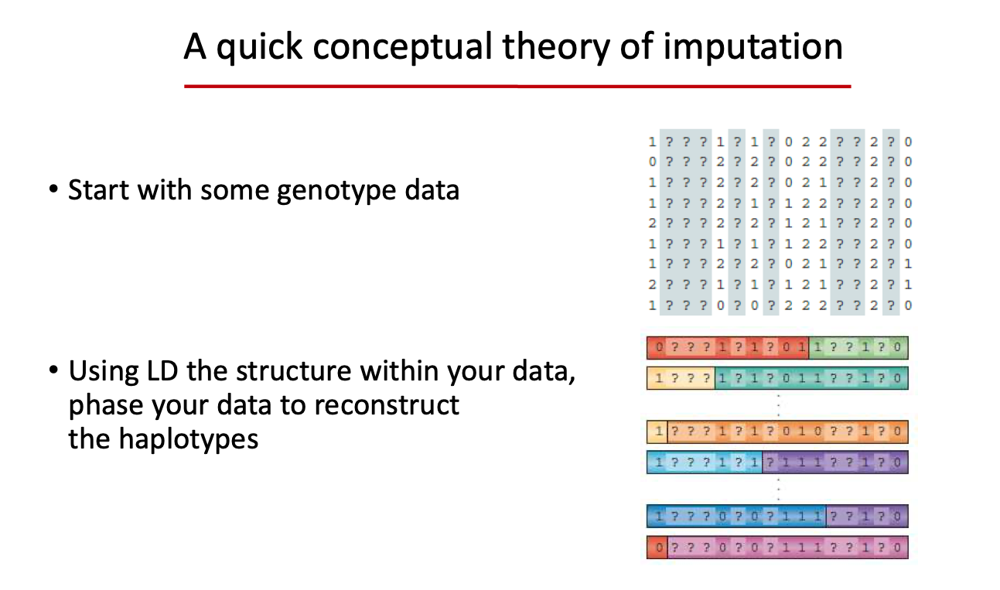 A quick conceptual theory of imputation
• Start with some genotype data
1 ? ? ? 1 ? 1 ? 0 2 2 ? ? 2 ? 0
0 ? ? ? 2 ? 2 ? 0 2 2 ? ? 2 ? 0
1 ? ? ? 2 ? 2 ? 0 2 1 ? ? 2 ? 0
1 ? ? ? 2 ? 1 ? 1 2 2 ? ? 2 ? 0
2 ? ? ? 2 ? 2 ? 1 2 1 ? ? 2 ? 0
1 ? ? ? 1 ? 1 ? 1 2 2 ? ? 2 ? 0
1 ? ? ? 2 ? 2 ? 0 2 1 ? ? 2 ? 1
2 ? ? ? 1 ? 1 ? 1 2 1 ? ? 2 ? 1
1 ? ? ? 0 ? 0 ? 2 2 2 ? ? 2 ? 0
• Using LD the structure within your data,
phase your data to reconstruct
the haplotypes
0 ? ? ? 1 ? 1 ? 0 1 1 ? ? 1 ? 0
1 ? ? ? 1 ? 1 ? 0 1 1 ? ? 1 ? 0
1 ? ? ? 1 ? 1 ? 0 1 0 ? ? 1 ? 0
1 ? ? ? 1 ? 1 ? 1 1 1 ? ? 1 ? 0
1 ? ? ? 0 ? 0 ? 1 1 1 ? ? 1 ? 0
0 ? ? ? 0 ? 0 ? 1 1 1 ? ? 1 ? 0